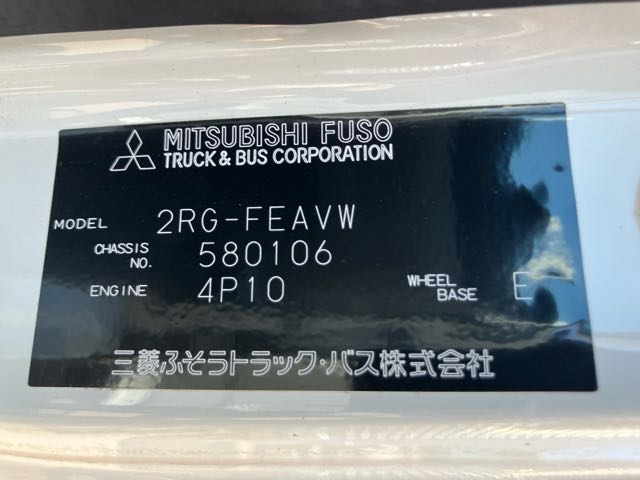 MITSUBISHI FUSO
TRUCK & BUS CORPORATION
MODEL 2RG-FEAVW
CHASSIS NO. 580106
ENGINE 4P10 WHEEL BASE E
三菱ふそうトラック・バス株式会社